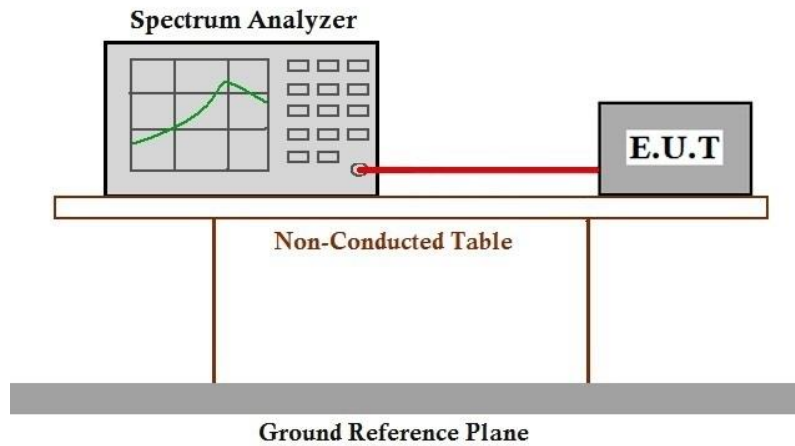 Spectrum Analyzer
E.U.T
Non-Conducted Table
Ground Reference Plane